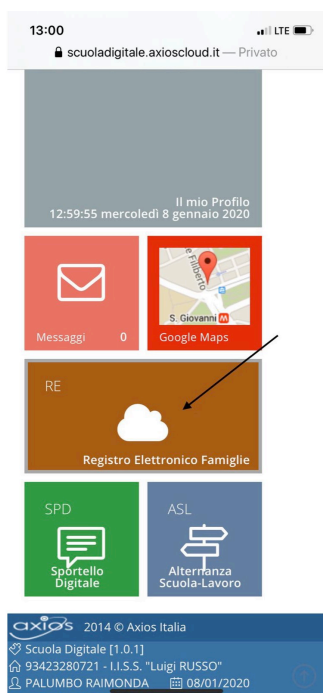 13:00
LTE
scuoladigitale.axioscloud.it — Privato
Il mio Profilo
12:59:55 mercoledì 8 gennaio 2020
e Filiberto
S. Giovanni M
Messaggi 0
Google Maps
RE
Registro Elettronico Famiglie
SPD
Sportello
Digitale
ASL
Alternanza
Scuola-Lavoro
axios 2014 © Axios Italia
Scuola Digitale [1.0.1]
93423280721 - I.I.S.S. "Luigi RUSSO"
PALUMBO RAIMONDA 08/01/2020